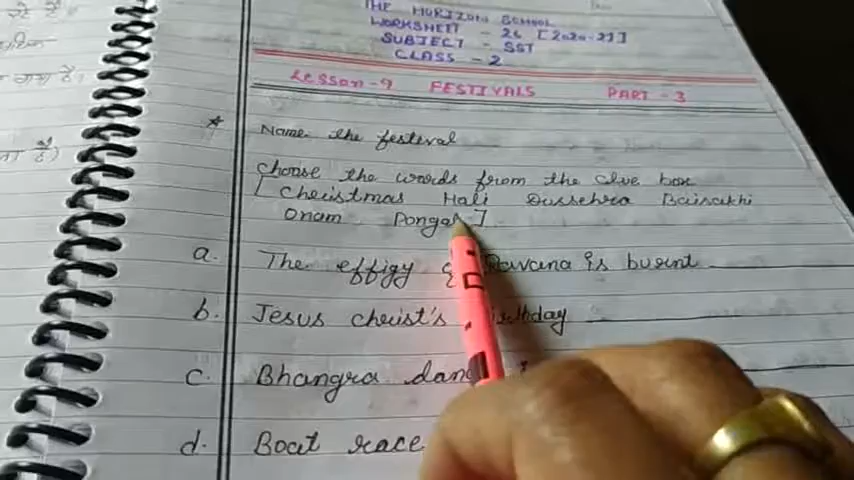 THE HORIZON SCHOOL
WORKSHEET - 26 [2020-21]
SUBJECT - SST
CLASS - 2
Lesson-9 FESTIVALS PART-3
* Name the festival
Choose the words from the clue box
[Christmas Holi Dussehra Baisakhi
Onam Pongal]
a. The effigy Ravana is burnt
b. Jesus christ's
c. Bhangra
d. Boat race